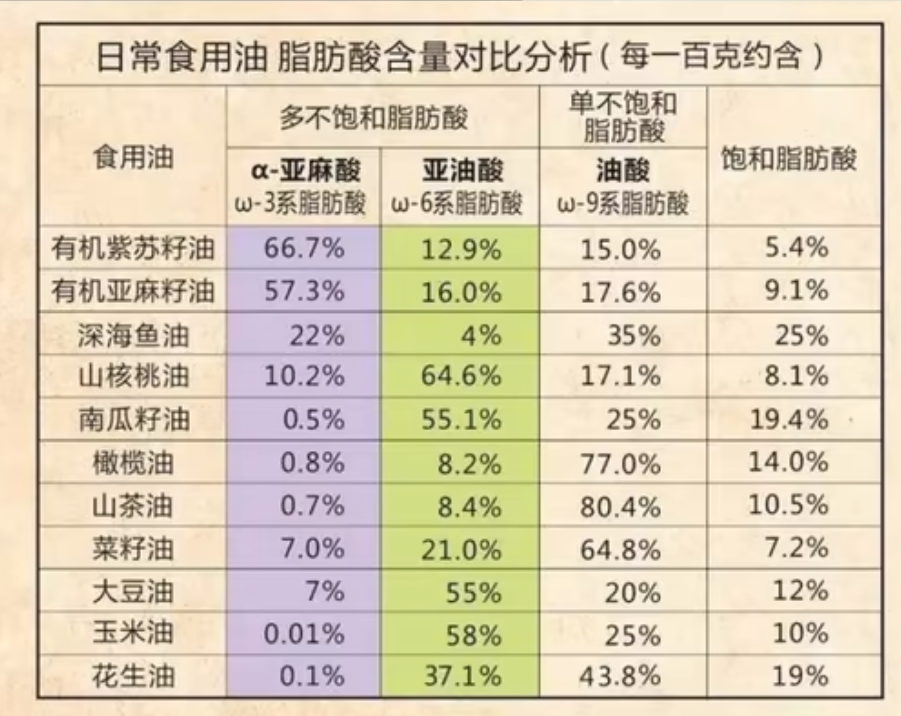 日常食用油 脂肪酸含量对比分析(每一百克约含)
食用油 多不饱和脂肪酸 单不饱和脂肪酸 饱和脂肪酸
α-亚麻酸 亚油酸 油酸
ω-3系脂肪酸 ω-6系脂肪酸 ω-9系脂肪酸
有机紫苏籽油 66.7% 12.9% 15.0% 5.4%
有机亚麻籽油 57.3% 16.0% 17.6% 9.1%
深海鱼油 22% 4% 35% 25%
山核桃油 10.2% 64.6% 17.1% 8.1%
南瓜籽油 0.5% 55.1% 25% 19.4%
橄榄油 0.8% 8.2% 77.0% 14.0%
山茶油 0.7% 8.4% 80.4% 10.5%
菜籽油 7.0% 21.0% 64.8% 7.2%
大豆油 7% 55% 20% 12%
玉米油 0.01% 58% 25% 10%
花生油 0.1% 37.1% 43.8% 19%